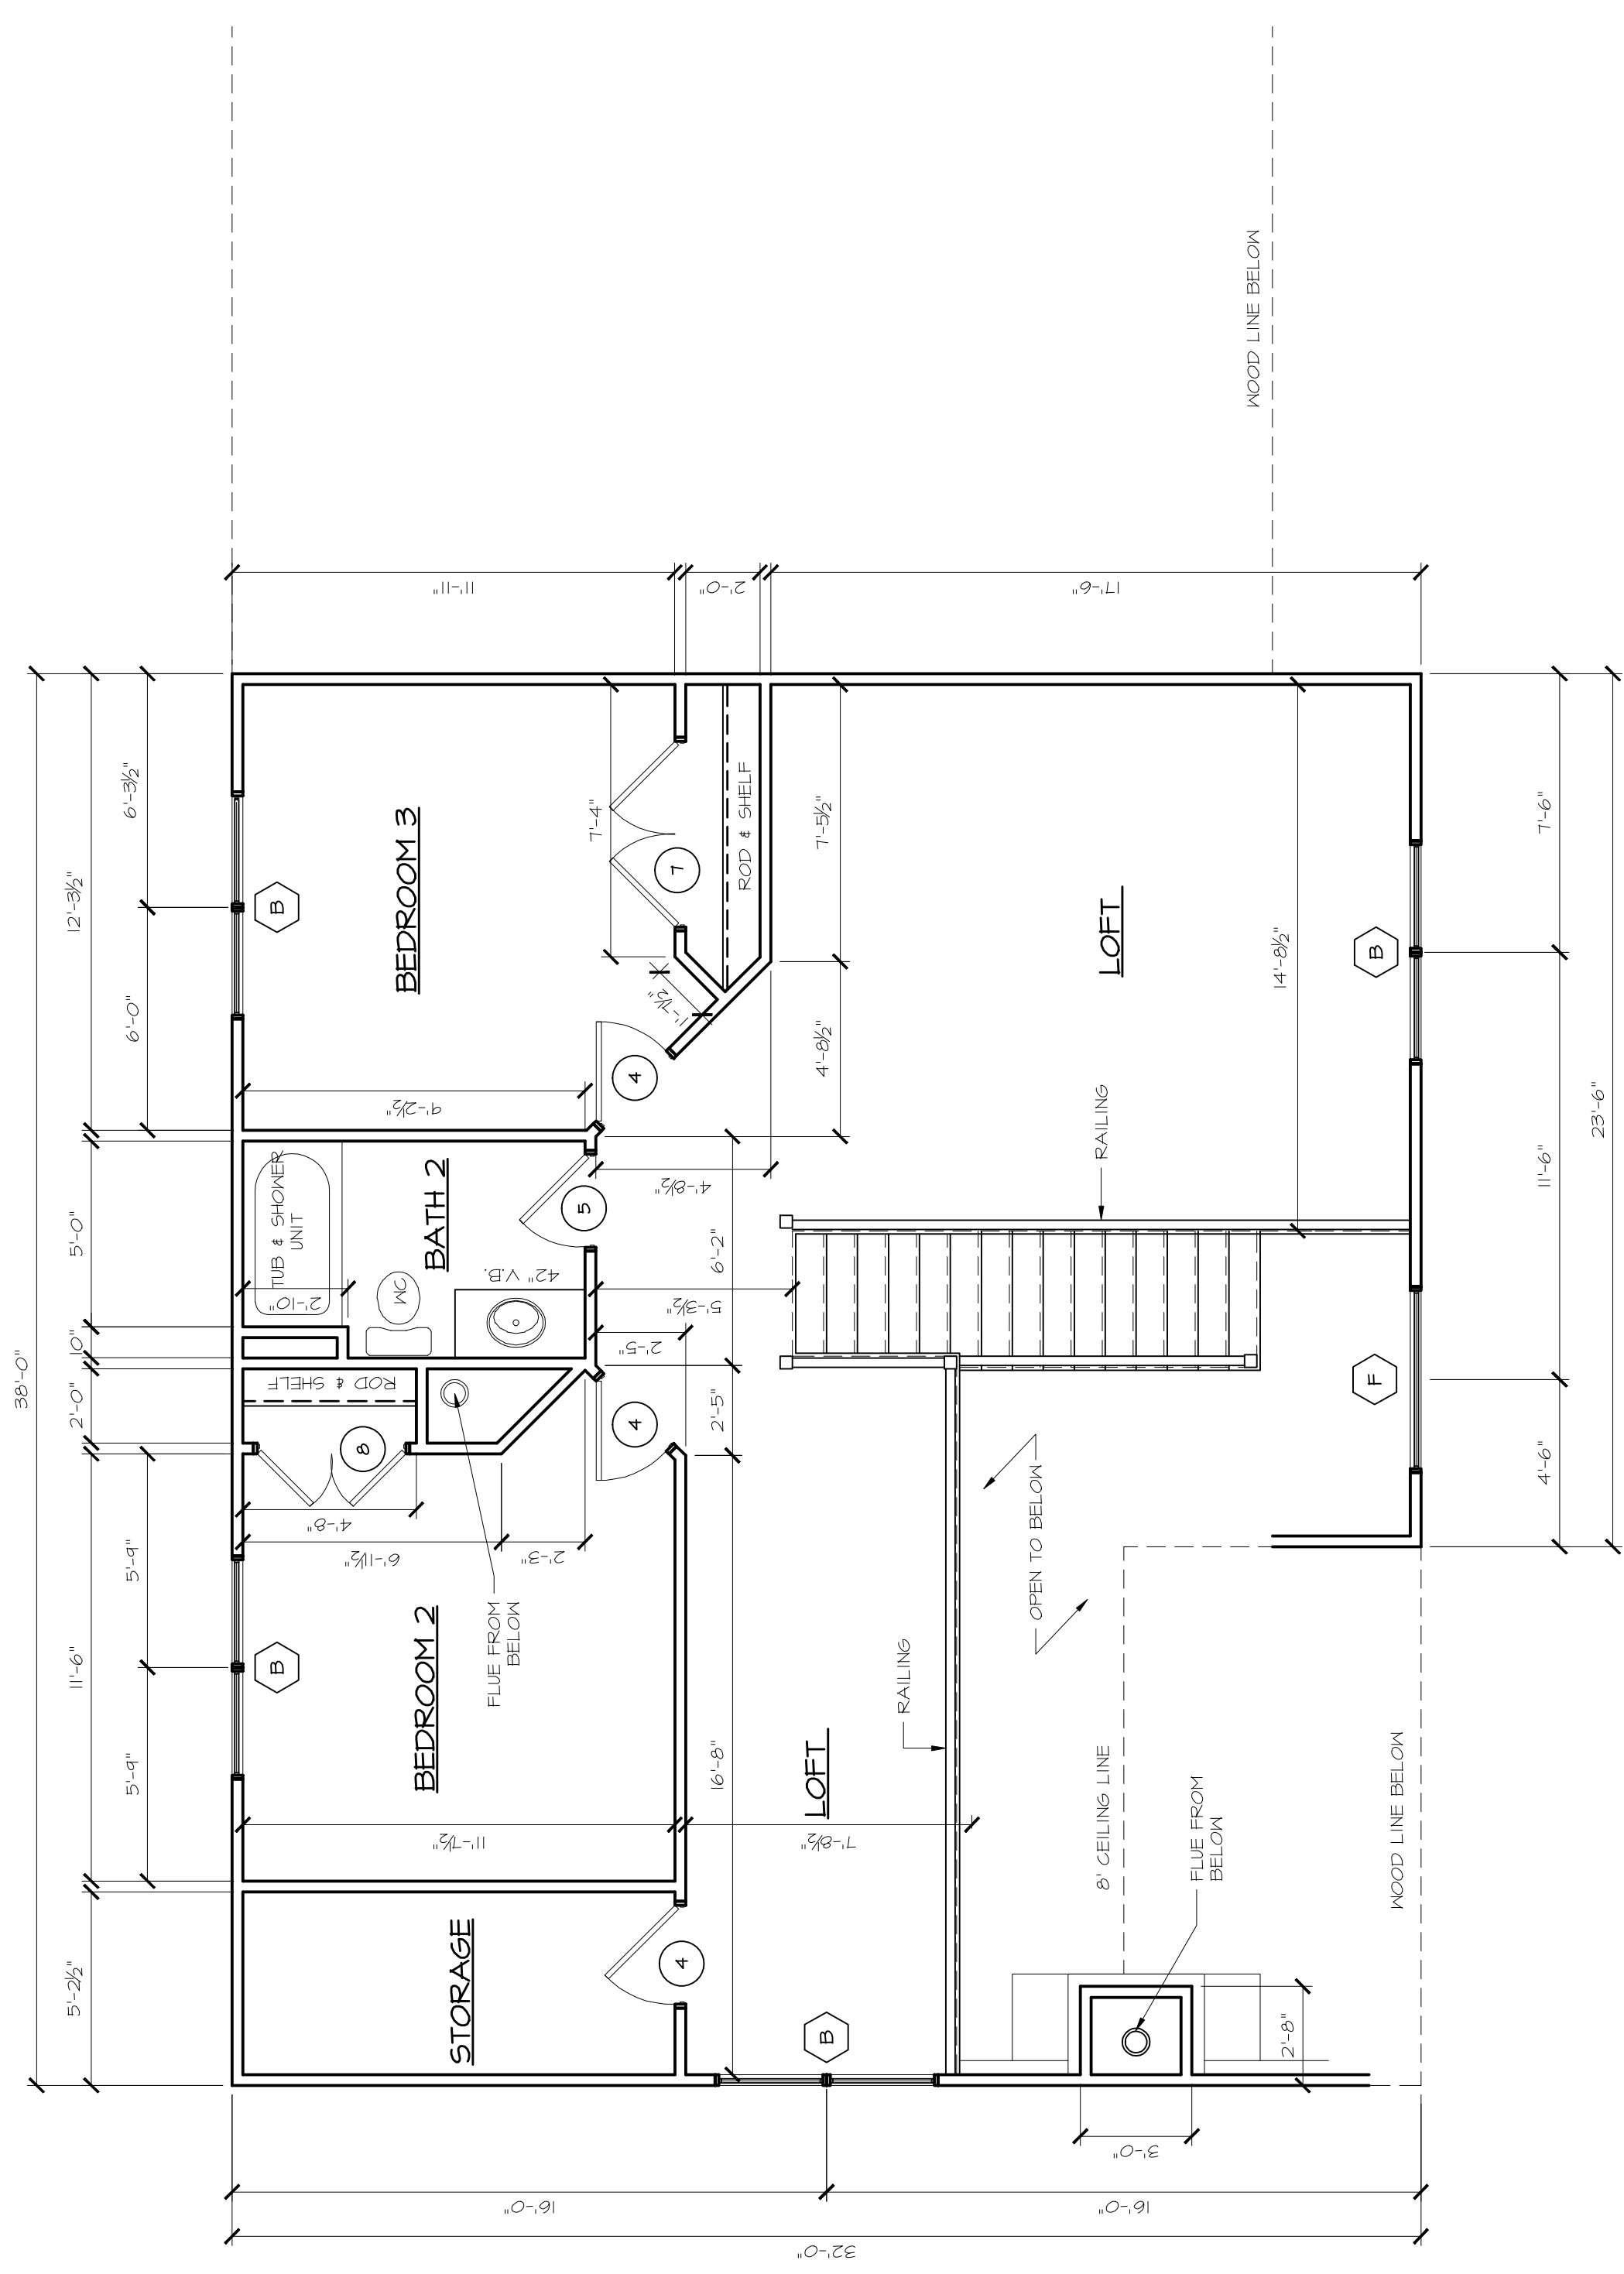 38'-0"
12'-3½"
5'-0"
10"
2'-0"
11'-6"
5'-2½"
6'-3½"
6'-0"
5'-9"
5'-9"
WOOD LINE BELOW
11'-11"
2'-0"
17'-6"
BEDROOM 3
B
7'-4"
7
ROD & SHELF
1'-7½"
4
9'-2½"
7'-5½"
4'-8½"
LOFT
14'-8½"
B
7'-6"
11'-6"
4'-6"
23'-6"
RAILING
BATH 2
TUB & SHOWER
UNIT
2'-10"
WC
42" V.B.
5
4'-8½"
6'-2"
5'-3½"
2'-5"
2'-5"
ROD & SHELF
8
4
4'-8"
6'-11½"
2'-3"
F
OPEN TO BELOW
BEDROOM 2
B
FLUE FROM
BELOW
11'-7½"
16'-8"
RAILING
LOFT
7'-8½"
8' CEILING LINE
FLUE FROM
BELOW
WOOD LINE BELOW
STORAGE
4
B
2'-8"
3'-0"
16'-0"
16'-0"
32'-0"